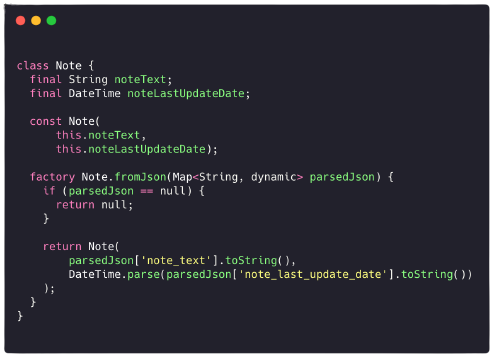 class Note {
  final String noteText;
  final DateTime noteLastUpdateDate;

  const Note(
      this.noteText,
      this.noteLastUpdateDate);

  factory Note.fromJson(Map<String, dynamic> parsedJson) {
    if (parsedJson == null) {
      return null;
    }

    return Note(
        parsedJson['note_text'].toString(),
        DateTime.parse(parsedJson['note_last_update_date'].toString())
    );
  }
}